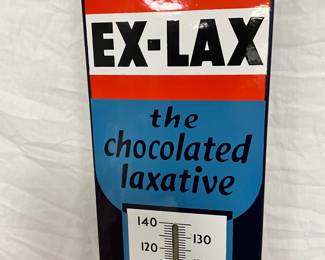 EX-LAX
the
chocolated
laxative
140
130
120